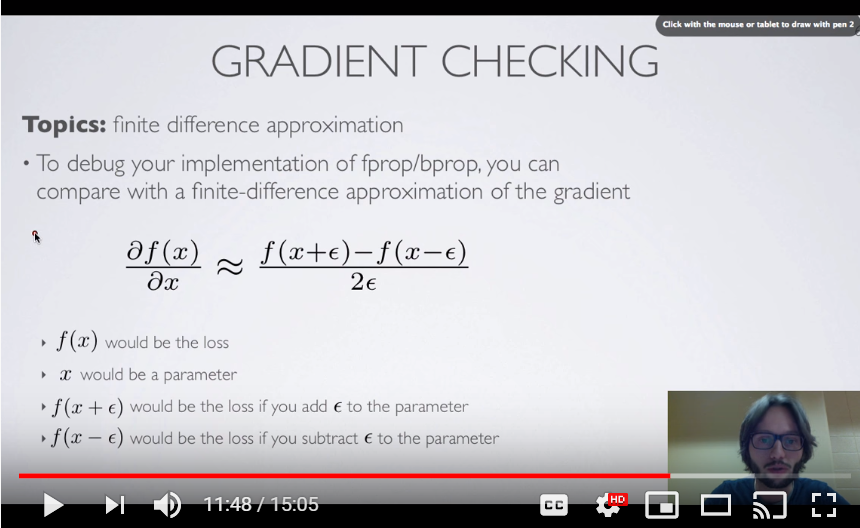 Click with the mouse or tablet to draw with pen 2
GRADIENT CHECKING
Topics: finite difference approximation
• To debug your implementation of fprop/bprop, you can
compare with a finite-difference approximation of the gradient
∂f(x)/∂x ≈ f(x+ϵ)−f(x−ϵ)/2ϵ
‣ f(x) would be the loss
‣ x would be a parameter
‣ f(x + ϵ) would be the loss if you add ϵ to the parameter
‣ f(x − ϵ) would be the loss if you subtract ϵ to the parameter
11:48 / 15:05
CC
HD